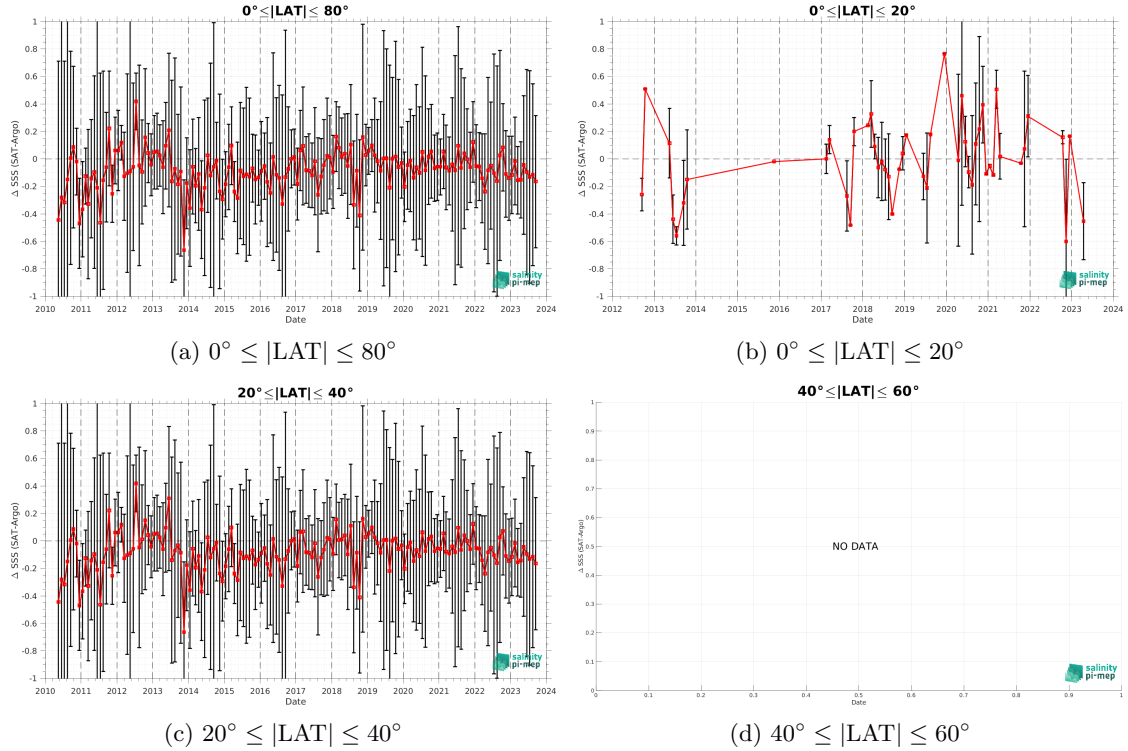 0°≤|LAT|≤ 80°
Δ SSS (SAT-Argo)
1
0.8
0.6
0.4
0.2
0
-0.2
-0.4
-0.6
-0.8
-1
2010 2011 2012 2013 2014 2015 2016 2017 2018 2019 2020 2021 2022 2023 2024
Date
salinity
pi-mep
(a) 0° ≤ |LAT| ≤ 80°
0°≤|LAT|≤ 20°
Δ SSS (SAT-Argo)
1
0.8
0.6
0.4
0.2
0
-0.2
-0.4
-0.6
-0.8
-1
2012 2013 2014 2015 2016 2017 2018 2019 2020 2021 2022 2023 2024
Date
salinity
pi-mep
(b) 0° ≤ |LAT| ≤ 20°
20°≤|LAT|≤ 40°
Δ SSS (SAT-Argo)
1
0.8
0.6
0.4
0.2
0
-0.2
-0.4
-0.6
-0.8
-1
2010 2011 2012 2013 2014 2015 2016 2017 2018 2019 2020 2021 2022 2023 2024
Date
salinity
pi-mep
(c) 20° ≤ |LAT| ≤ 40°
40°≤|LAT|≤ 60°
Δ SSS (SAT-Argo)
1
0.9
0.8
0.7
0.6
0.5
0.4
0.3
0.2
0.1
0
NO DATA
0 0.1 0.2 0.3 0.4 0.5 0.6 0.7 0.8 0.9 1
Date
salinity
pi-mep
(d) 40° ≤ |LAT| ≤ 60°